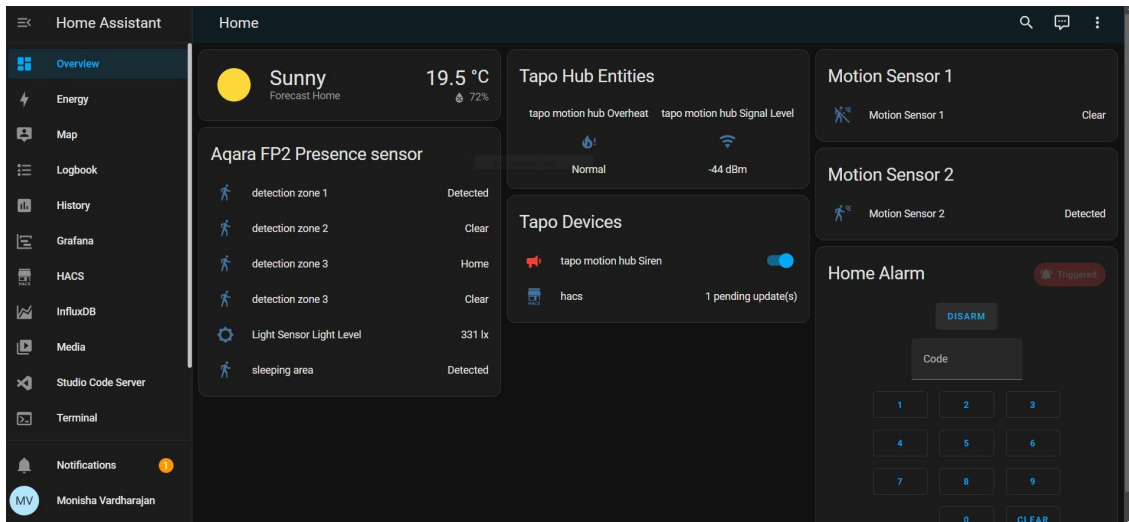 Home Assistant
Overview
Energy
Map
Logbook
History
Grafana
HACS
HACS
InfluxDB
Media
Studio Code Server
Terminal
Notifications 1
MV Monisha Vardharajan
Home
Sunny 19.5 °C
Forecast Home 72%
Aqara FP2 Presence sensor
detection zone 1 Detected
detection zone 2 Clear
detection zone 3 Home
detection zone 3 Clear
Light Sensor Light Level 331 lx
sleeping area Detected
Tapo Hub Entities
tapo motion hub Overheat tapo motion hub Signal Level
Normal -44 dBm
Tapo Devices
tapo motion hub Siren
HACS hacs 1 pending update(s)
Motion Sensor 1
Motion Sensor 1 Clear
Motion Sensor 2
Motion Sensor 2 Detected
Home Alarm Triggered
DISARM
Code
1 2 3
4 5 6
7 8 9
0 CLEAR